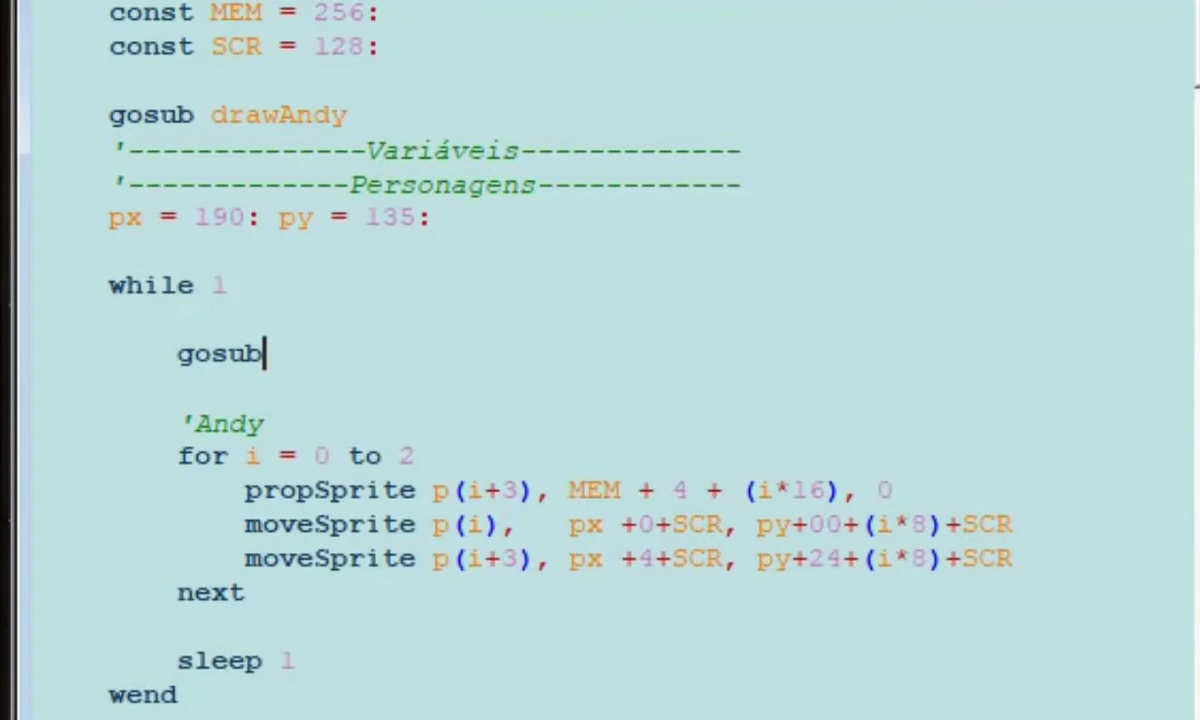 const MEM = 256:
const SCR = 128:
gosub drawAndy
'--------------Variáveis-------------
'-------------Personagens------------
px = 190: py = 135:
while 1
gosub
'Andy
for i = 0 to 2
propSprite p(i+3), MEM + 4 + (i*16), 0
moveSprite p(i),   px +0+SCR, py+00+(i*8)+SCR
moveSprite p(i+3), px +4+SCR, py+24+(i*8)+SCR
next
sleep 1
wend